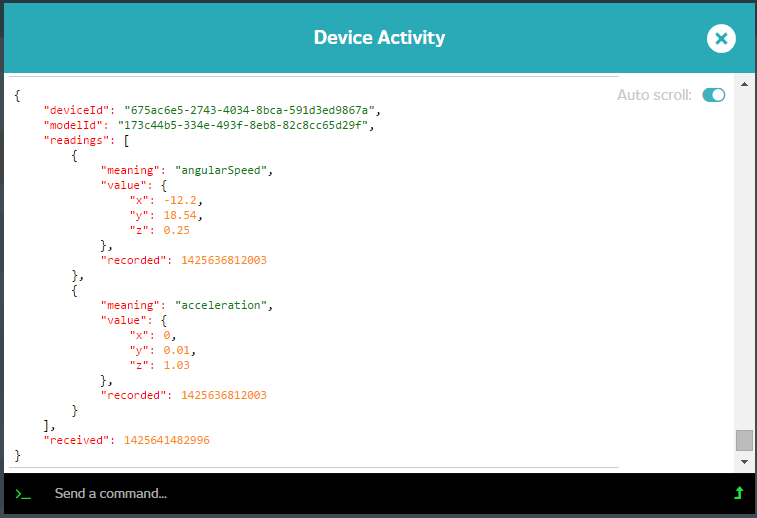 Device Activity
Auto scroll:
{
"deviceId": "675ac6e5-2743-4034-8bca-591d3ed9867a",
"modelId": "173c44b5-334e-493f-8eb8-82c8cc65d29f",
"readings": [
{
"meaning": "angularSpeed",
"value": {
"x": -12.2,
"y": 18.54,
"z": 0.25
},
"recorded": 1425636812003
},
{
"meaning": "acceleration",
"value": {
"x": 0,
"y": 0.01,
"z": 1.03
},
"recorded": 1425636812003
}
],
"received": 1425641482996
}
>_ Send a command...